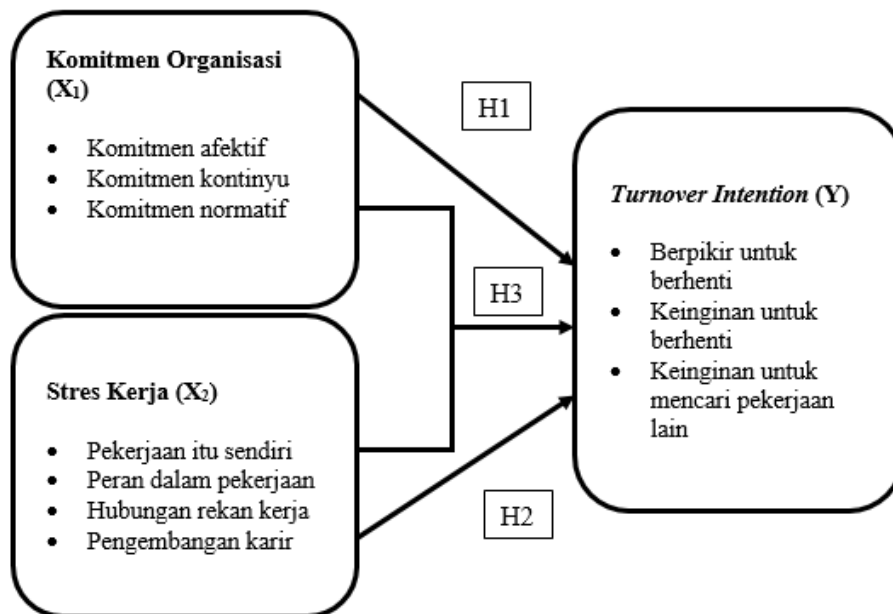 Komitmen Organisasi
(X₁)
• Komitmen afektif
• Komitmen kontinyu
• Komitmen normatif
H1
Turnover Intention (Y)
• Berpikir untuk
berhenti
• Keinginan untuk
berhenti
• Keinginan untuk
mencari pekerjaan
lain
H3
Stres Kerja (X₂)
• Pekerjaan itu sendiri
• Peran dalam pekerjaan
• Hubungan rekan kerja
• Pengembangan karir
H2